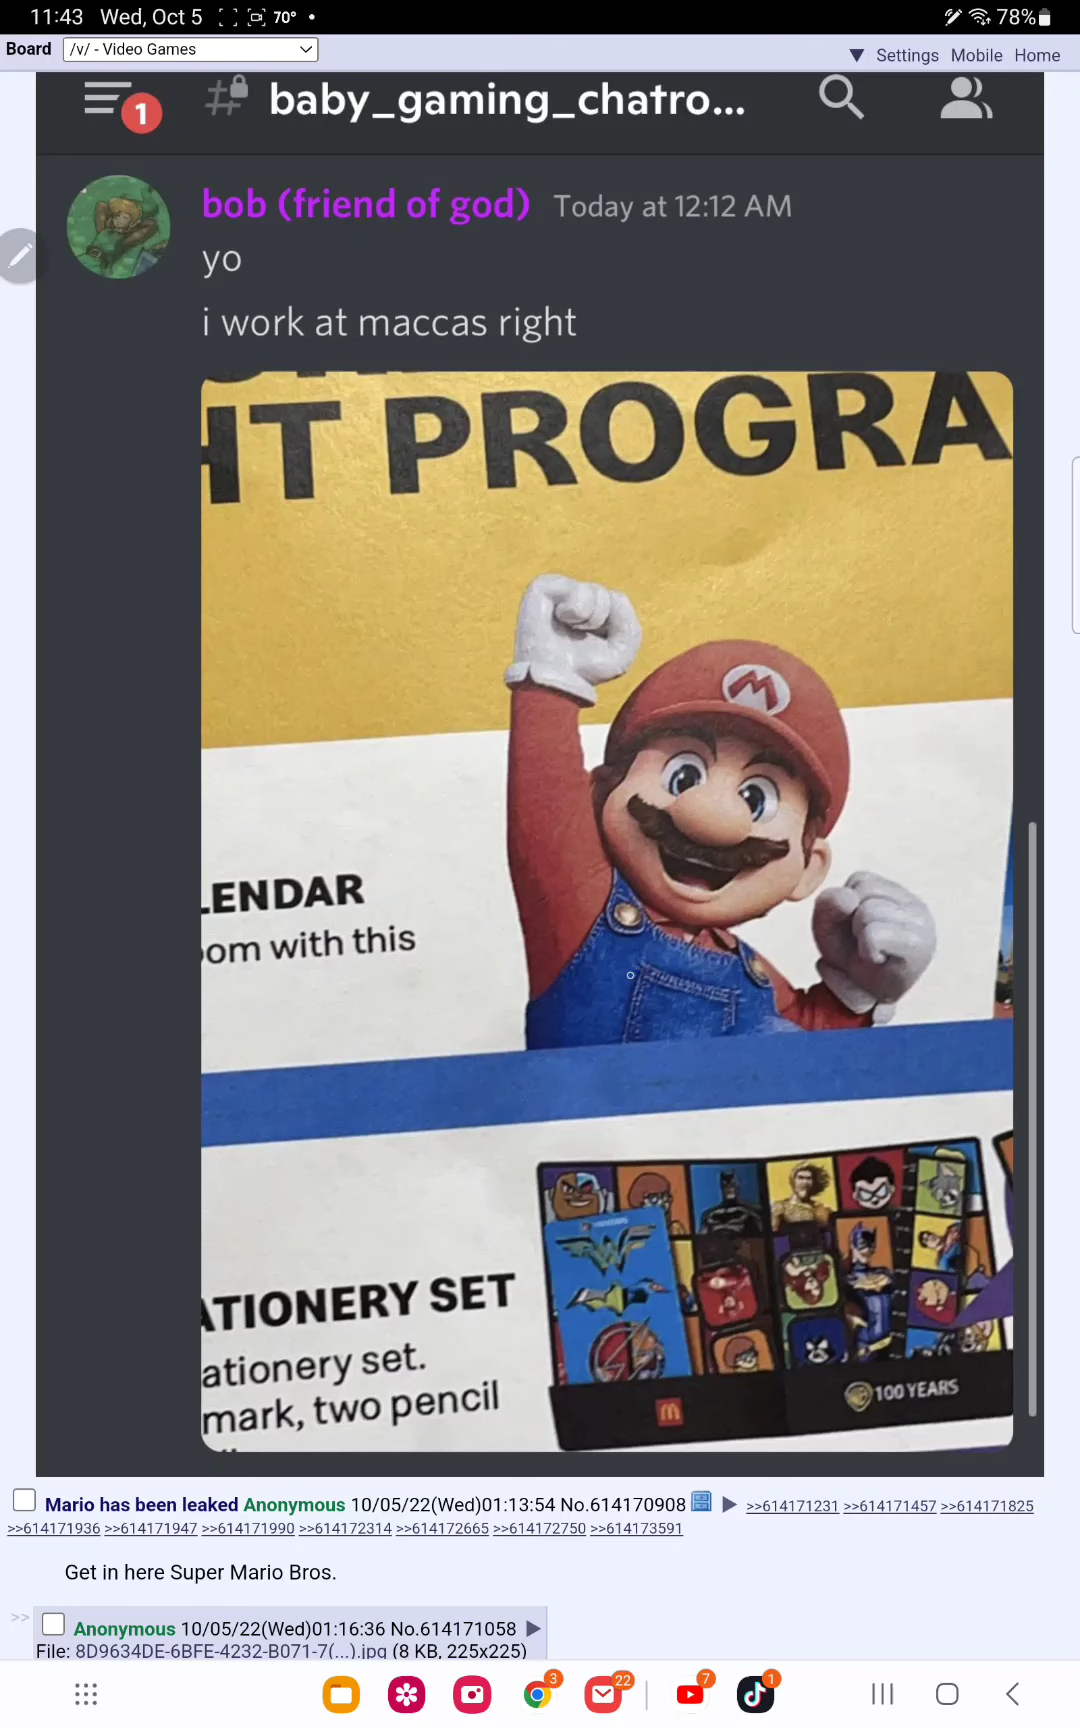 11:43 Wed, Oct 5 70° • 78%
Board /v/ - Video Games ▼ Settings Mobile Home
1 # baby_gaming_chatro...
bob (friend of god) Today at 12:12 AM
yo
i work at maccas right
HT PROGRA
M
LENDAR
oom with this
ATIONERY SET
ationery set.
mark, two pencil
100 YEARS
Mario has been leaked Anonymous 10/05/22(Wed)01:13:54 No.614170908 ▶ >>614171231 >>614171457 >>614171825
>>614171936 >>614171947 >>614171990 >>614172314 >>614172665 >>614172750 >>614173591
Get in here Super Mario Bros.
>> Anonymous 10/05/22(Wed)01:16:36 No.614171058 ▶
File: 8D9634DE-6BFE-4232-B071-7(...).jpg (8 KB, 225x225)
3 22 7 1